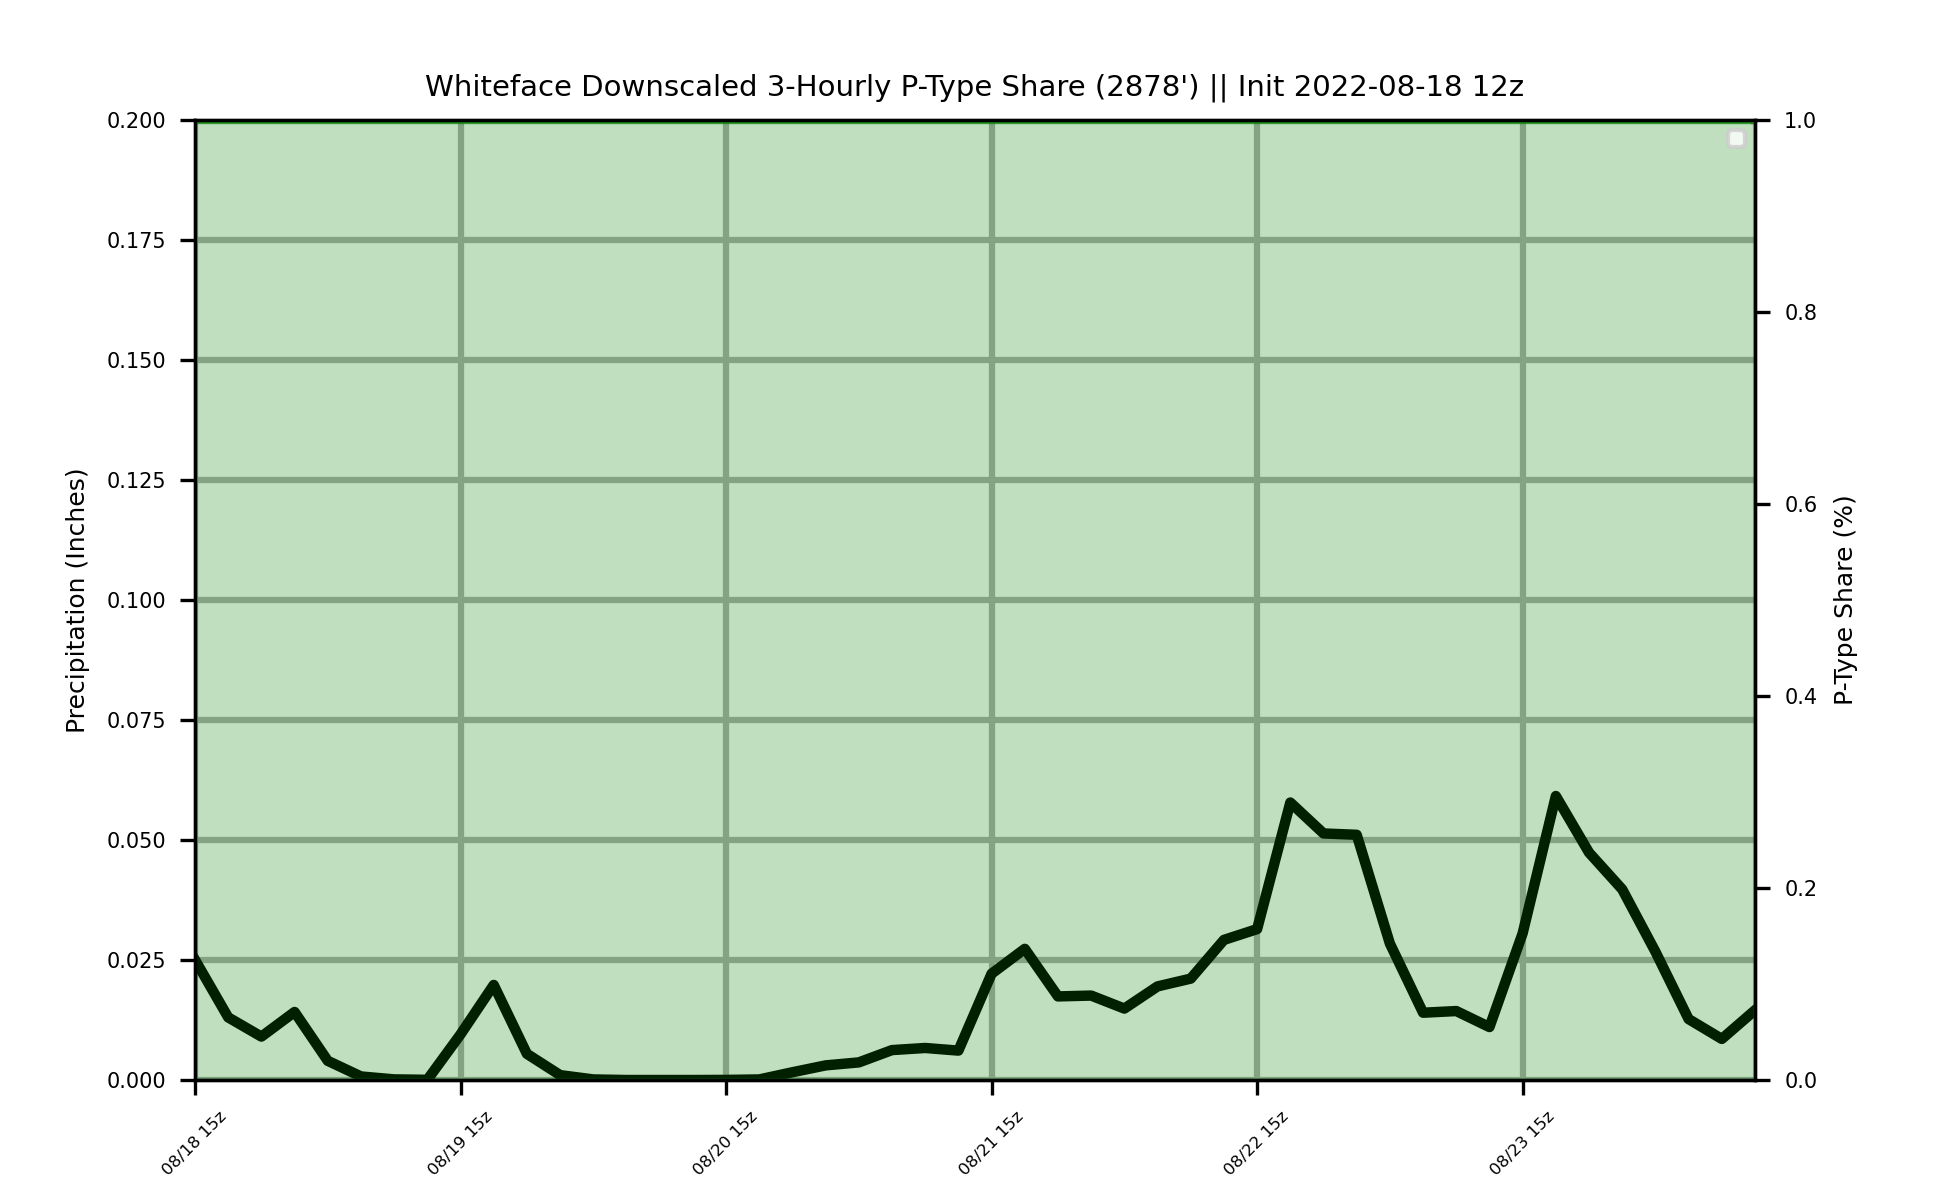 Whiteface Downscaled 3-Hourly P-Type Share (2878') || Init 2022-08-18 12z
0.200
0.175
0.150
0.125
0.100
0.075
0.050
0.025
0.000
Precipitation (Inches)
1.0
0.8
0.6
0.4
0.2
0.0
P-Type Share (%)
08/18 15z
08/19 15z
08/20 15z
08/21 15z
08/22 15z
08/23 15z